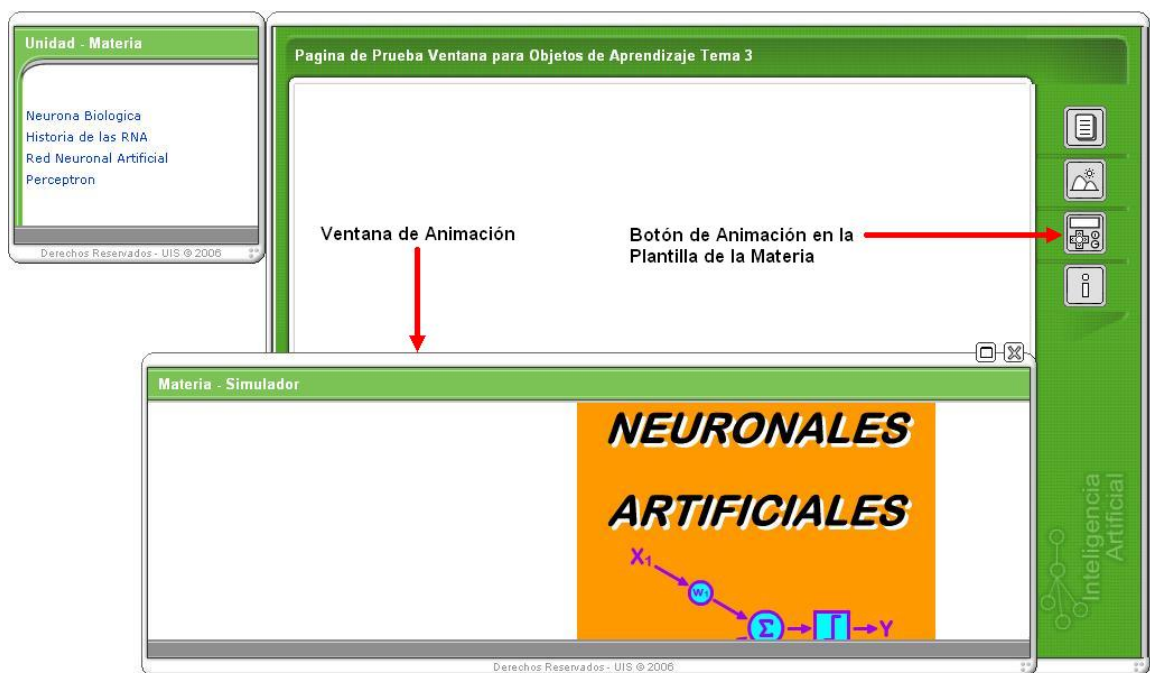 Unidad - Materia
Neurona Biologica
Historia de las RNA
Red Neuronal Artificial
Perceptron
Derechos Reservados - UIS @ 2006
Pagina de Prueba Ventana para Objetos de Aprendizaje Tema 3
Ventana de Animación
Botón de Animación en la
Plantilla de la Materia
Materia - Simulador
NEURONALES
ARTIFICIALES
X1
W1
Σ
Y
Derechos Reservados - UIS @ 2006
Inteligencia
Artificial